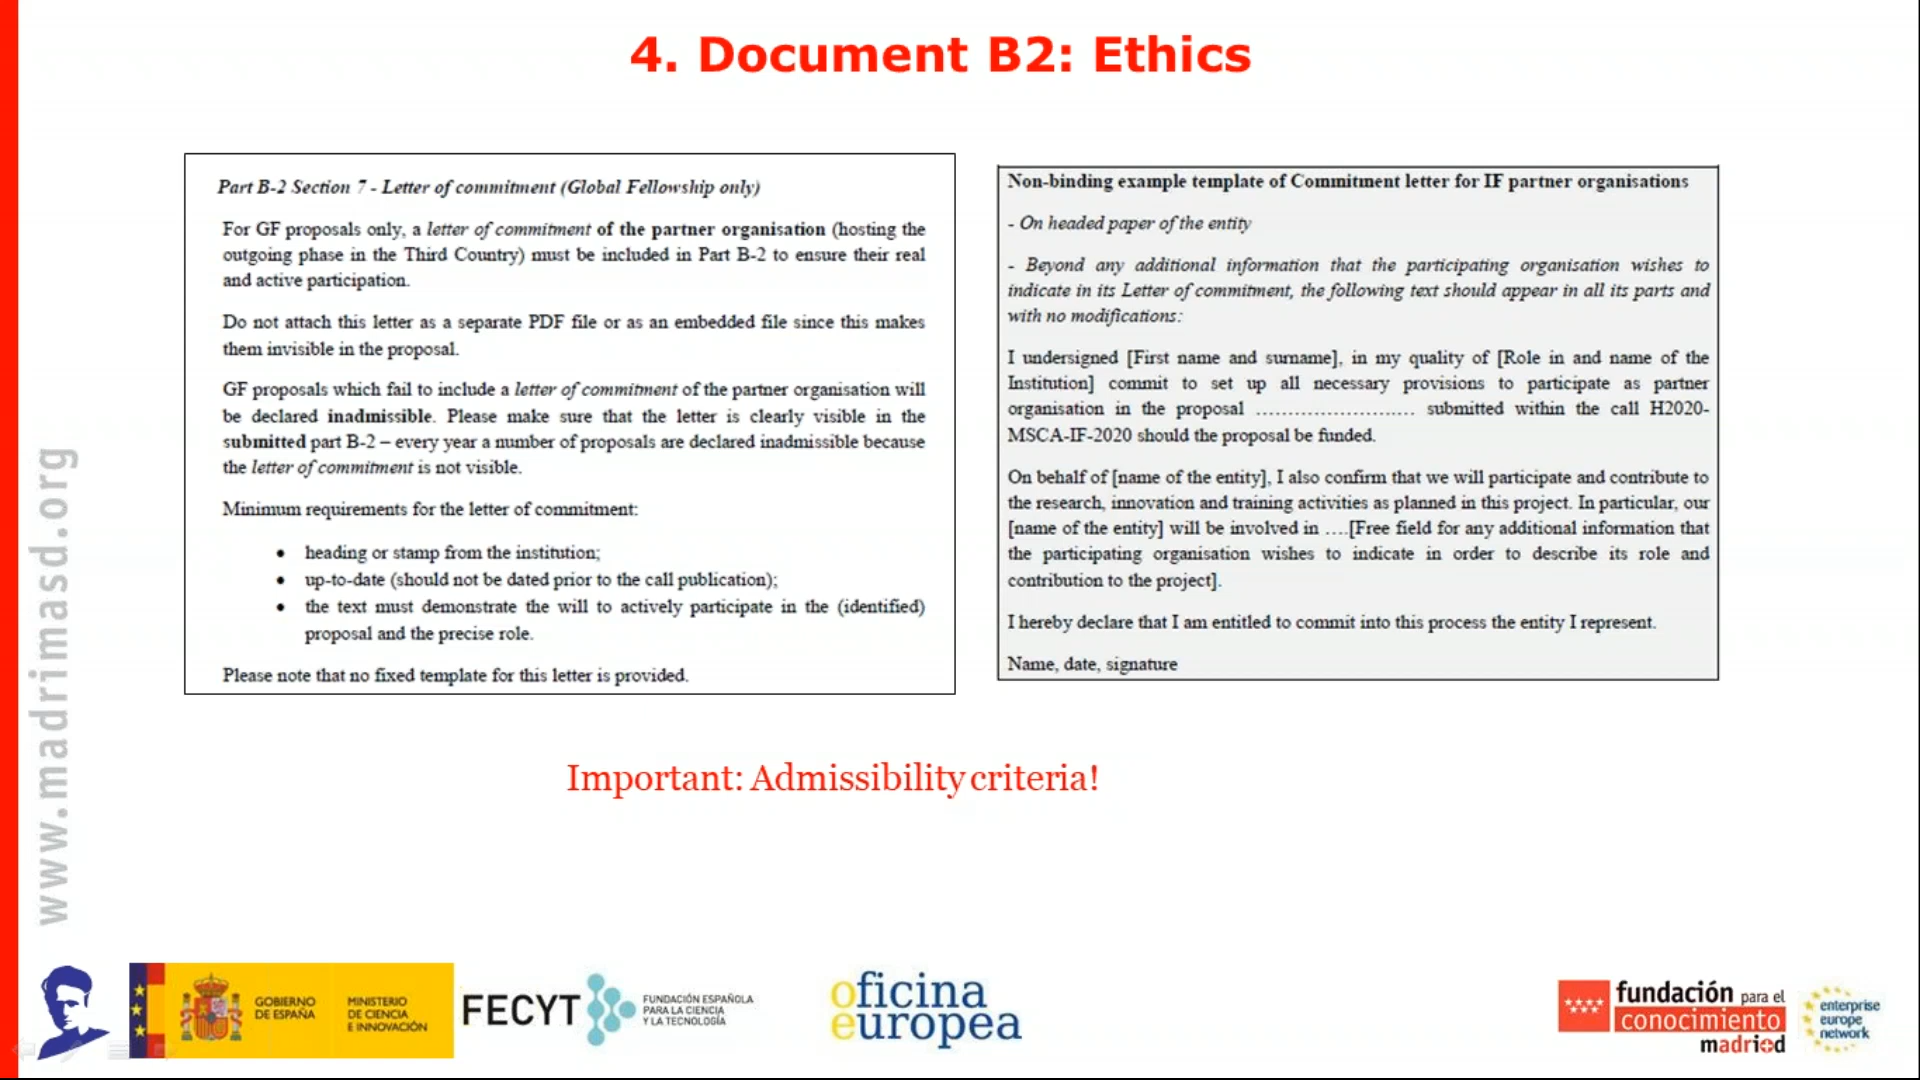 4. Document B2: Ethics
Part B-2 Section 7 - Letter of commitment (Global Fellowship only)
For GF proposals only, a letter of commitment of the partner organisation (hosting the
outgoing phase in the Third Country) must be included in Part B-2 to ensure their real
and active participation.
Do not attach this letter as a separate PDF file or as an embedded file since this makes
them invisible in the proposal.
GF proposals which fail to include a letter of commitment of the partner organisation will
be declared inadmissible. Please make sure that the letter is clearly visible in the
submitted part B-2 – every year a number of proposals are declared inadmissible because
the letter of commitment is not visible.
Minimum requirements for the letter of commitment:
• heading or stamp from the institution;
• up-to-date (should not be dated prior to the call publication);
• the text must demonstrate the will to actively participate in the (identified)
proposal and the precise role.
Please note that no fixed template for this letter is provided.
Non-binding example template of Commitment letter for IF partner organisations
- On headed paper of the entity
- Beyond any additional information that the participating organisation wishes to
indicate in its Letter of commitment, the following text should appear in all its parts and
with no modifications:
I undersigned [First name and surname], in my quality of [Role in and name of the
Institution] commit to set up all necessary provisions to participate as partner
organisation in the proposal ........................ submitted within the call H2020-
MSCA-IF-2020 should the proposal be funded.
On behalf of [name of the entity], I also confirm that we will participate and contribute to
the research, innovation and training activities as planned in this project. In particular, our
[name of the entity] will be involved in ....[Free field for any additional information that
the participating organisation wishes to indicate in order to describe its role and
contribution to the project].
I hereby declare that I am entitled to commit into this process the entity I represent.
Name, date, signature
Important: Admissibility criteria!
www.madrimasd.org
GOBIERNO
DE ESPAÑA
MINISTERIO
DE CIENCIA
E INNOVACIÓN
FECYT
FUNDACIÓN ESPAÑOLA
PARA LA CIENCIA
Y LA TECNOLOGÍA
oficina
europea
fundación para el
conocimiento
madri+d
enterprise
europe
network